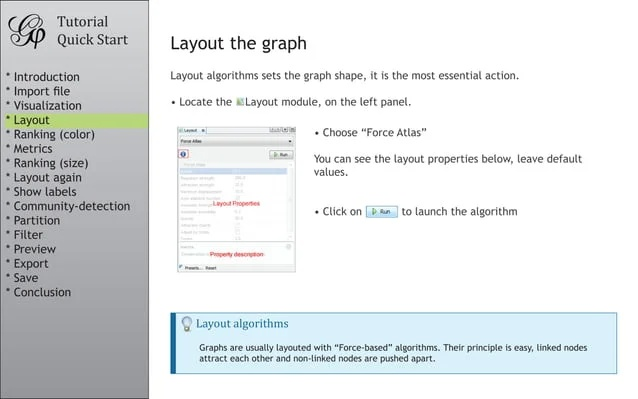 Tutorial
Quick Start
* Introduction
* Import file
* Visualization
* Layout
* Ranking (color)
* Metrics
* Ranking (size)
* Layout again
* Show labels
* Community-detection
* Partition
* Filter
* Preview
* Export
* Save
* Conclusion
Layout the graph
Layout algorithms sets the graph shape, it is the most essential action.
• Locate the Layout module, on the left panel.
Layout
Force Atlas
Run
Layout Properties
Property description
Presets... Reset
• Choose “Force Atlas”
You can see the layout properties below, leave default
values.
• Click on Run to launch the algorithm
Layout algorithms
Graphs are usually layouted with “Force-based” algorithms. Their principle is easy, linked nodes
attract each other and non-linked nodes are pushed apart.